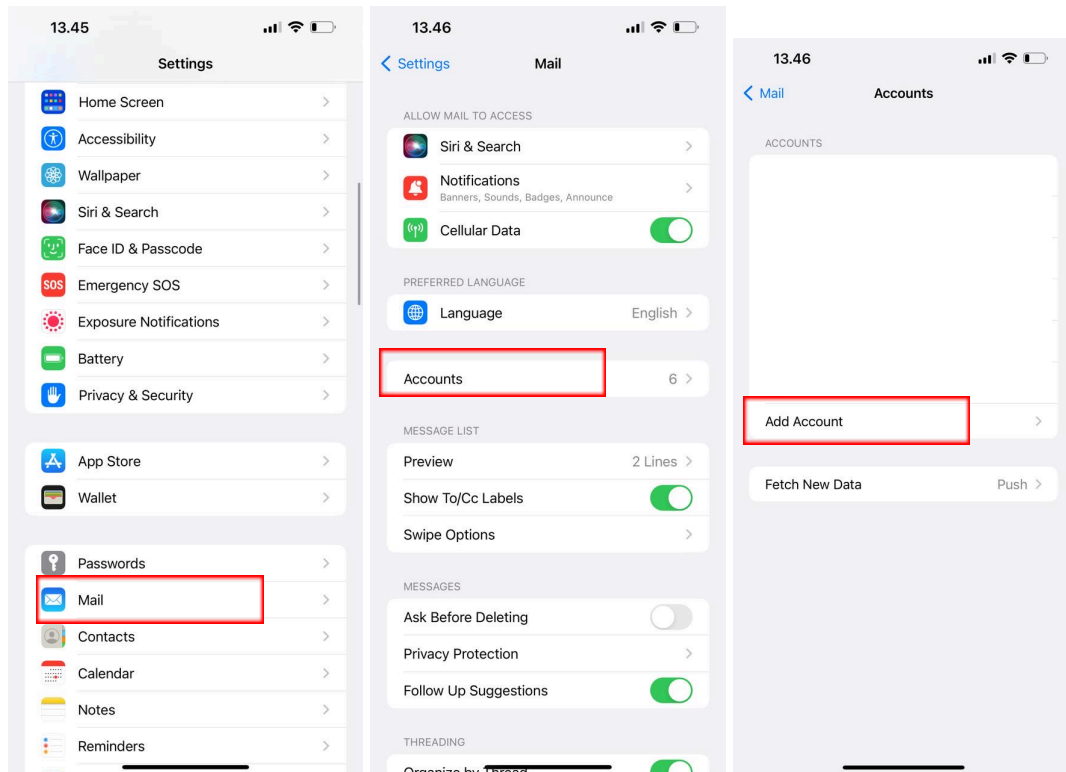 13.45
Settings
Home Screen
Accessibility
Wallpaper
Siri & Search
Face ID & Passcode
SOS Emergency SOS
Exposure Notifications
Battery
Privacy & Security
App Store
Wallet
Passwords
Mail
Contacts
Calendar
Notes
Reminders
13.46
Settings Mail
ALLOW MAIL TO ACCESS
Siri & Search
Notifications
Banners, Sounds, Badges, Announce
Cellular Data
PREFERRED LANGUAGE
Language English
Accounts 6
MESSAGE LIST
Preview 2 Lines
Show To/Cc Labels
Swipe Options
MESSAGES
Ask Before Deleting
Privacy Protection
Follow Up Suggestions
THREADING
Organize by Thread
13.46
Mail Accounts
ACCOUNTS
Add Account
Fetch New Data Push